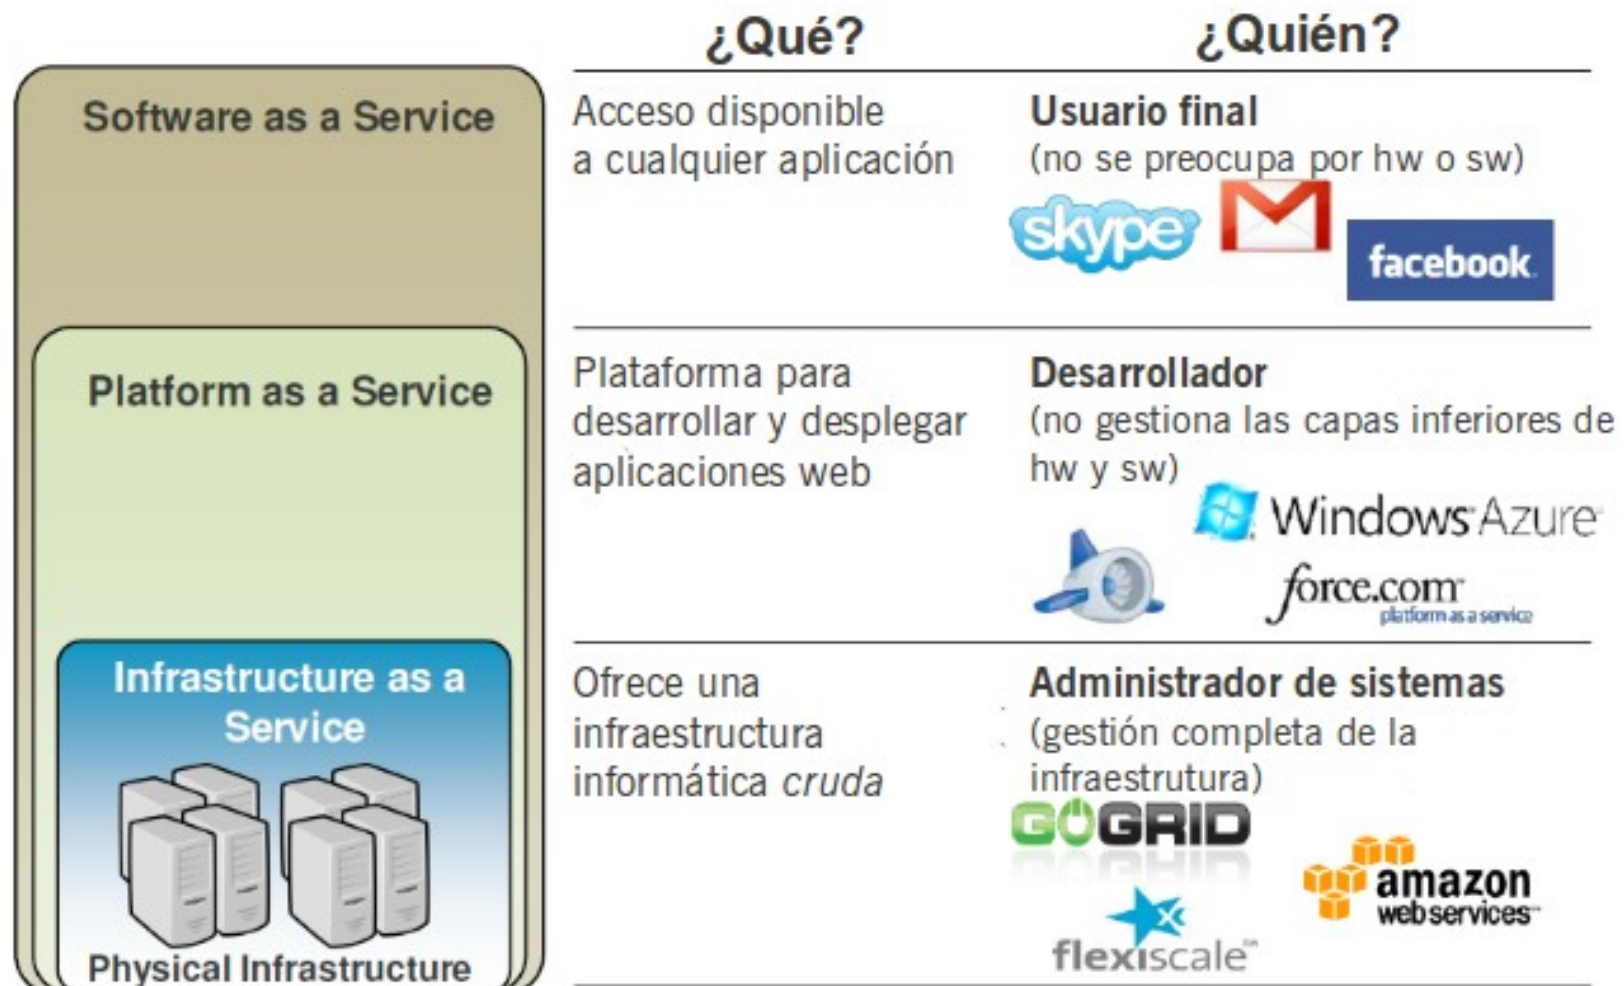 ¿Qué?
¿Quién?
Software as a Service
Acceso disponible
a cualquier aplicación
Usuario final
(no se preocupa por hw o sw)
skype
facebook
Platform as a Service
Plataforma para
desarrollar y desplegar
aplicaciones web
Desarrollador
(no gestiona las capas inferiores de
hw y sw)
Windows Azure
force.com
platform as a service
Infrastructure as a
Service
Physical Infrastructure
Ofrece una
infraestructura
informática cruda
Administrador de sistemas
(gestión completa de la
infraestrutura)
GOGRID
amazon
web services™
flexiscale™